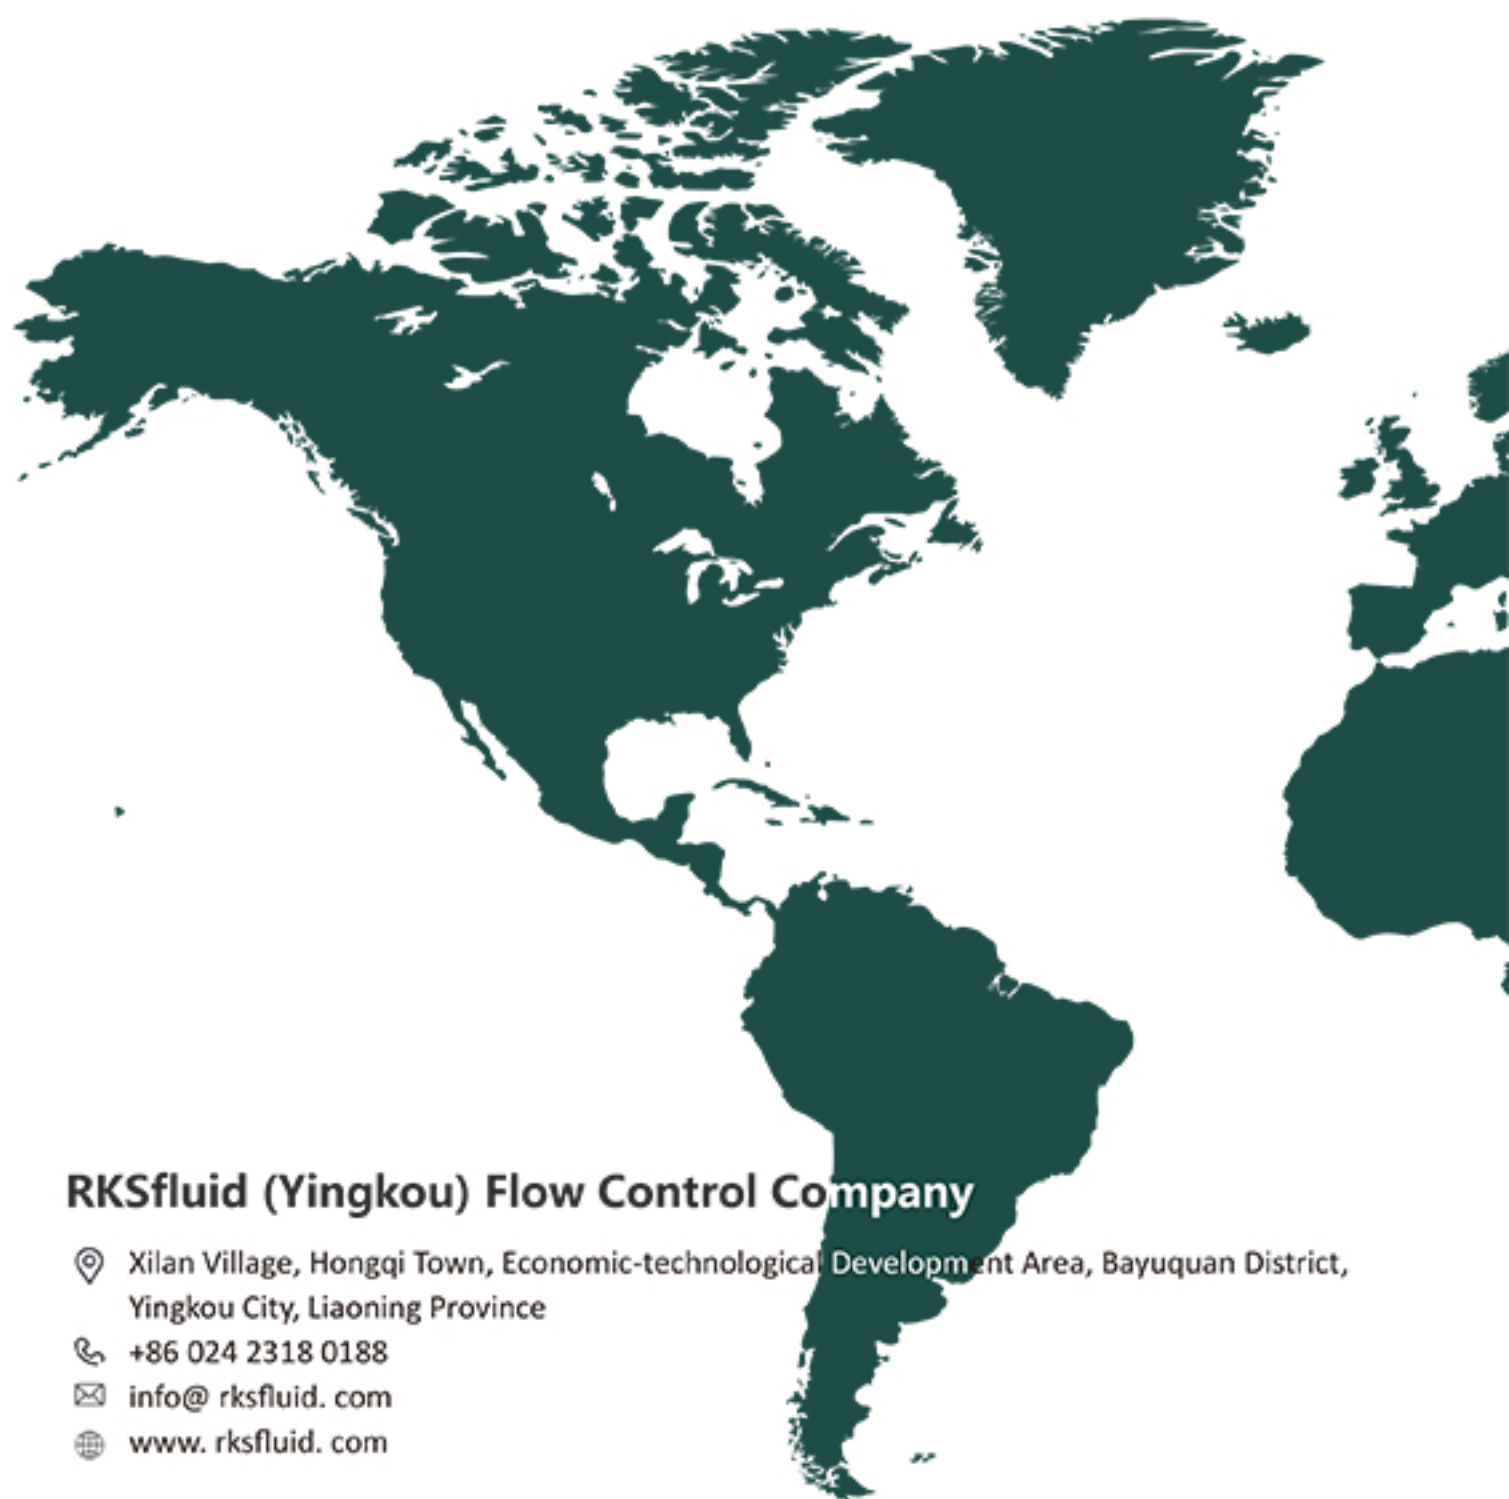 RKSfluid (Yingkou) Flow Control Company
Xilan Village, Hongqi Town, Economic-technological Development Area, Bayuquan District,
Yingkou City, Liaoning Province
+86 024 2318 0188
info@ rksfluid. com
www. rksfluid. com